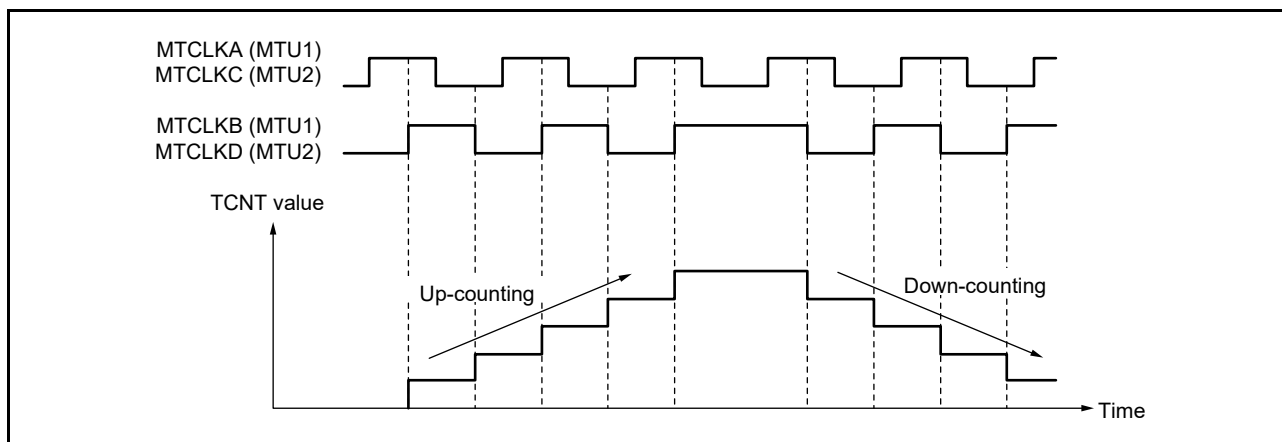 MTCLKA (MTU1)
MTCLKC (MTU2)
MTCLKB (MTU1)
MTCLKD (MTU2)
TCNT value
Up-counting
Down-counting
Time